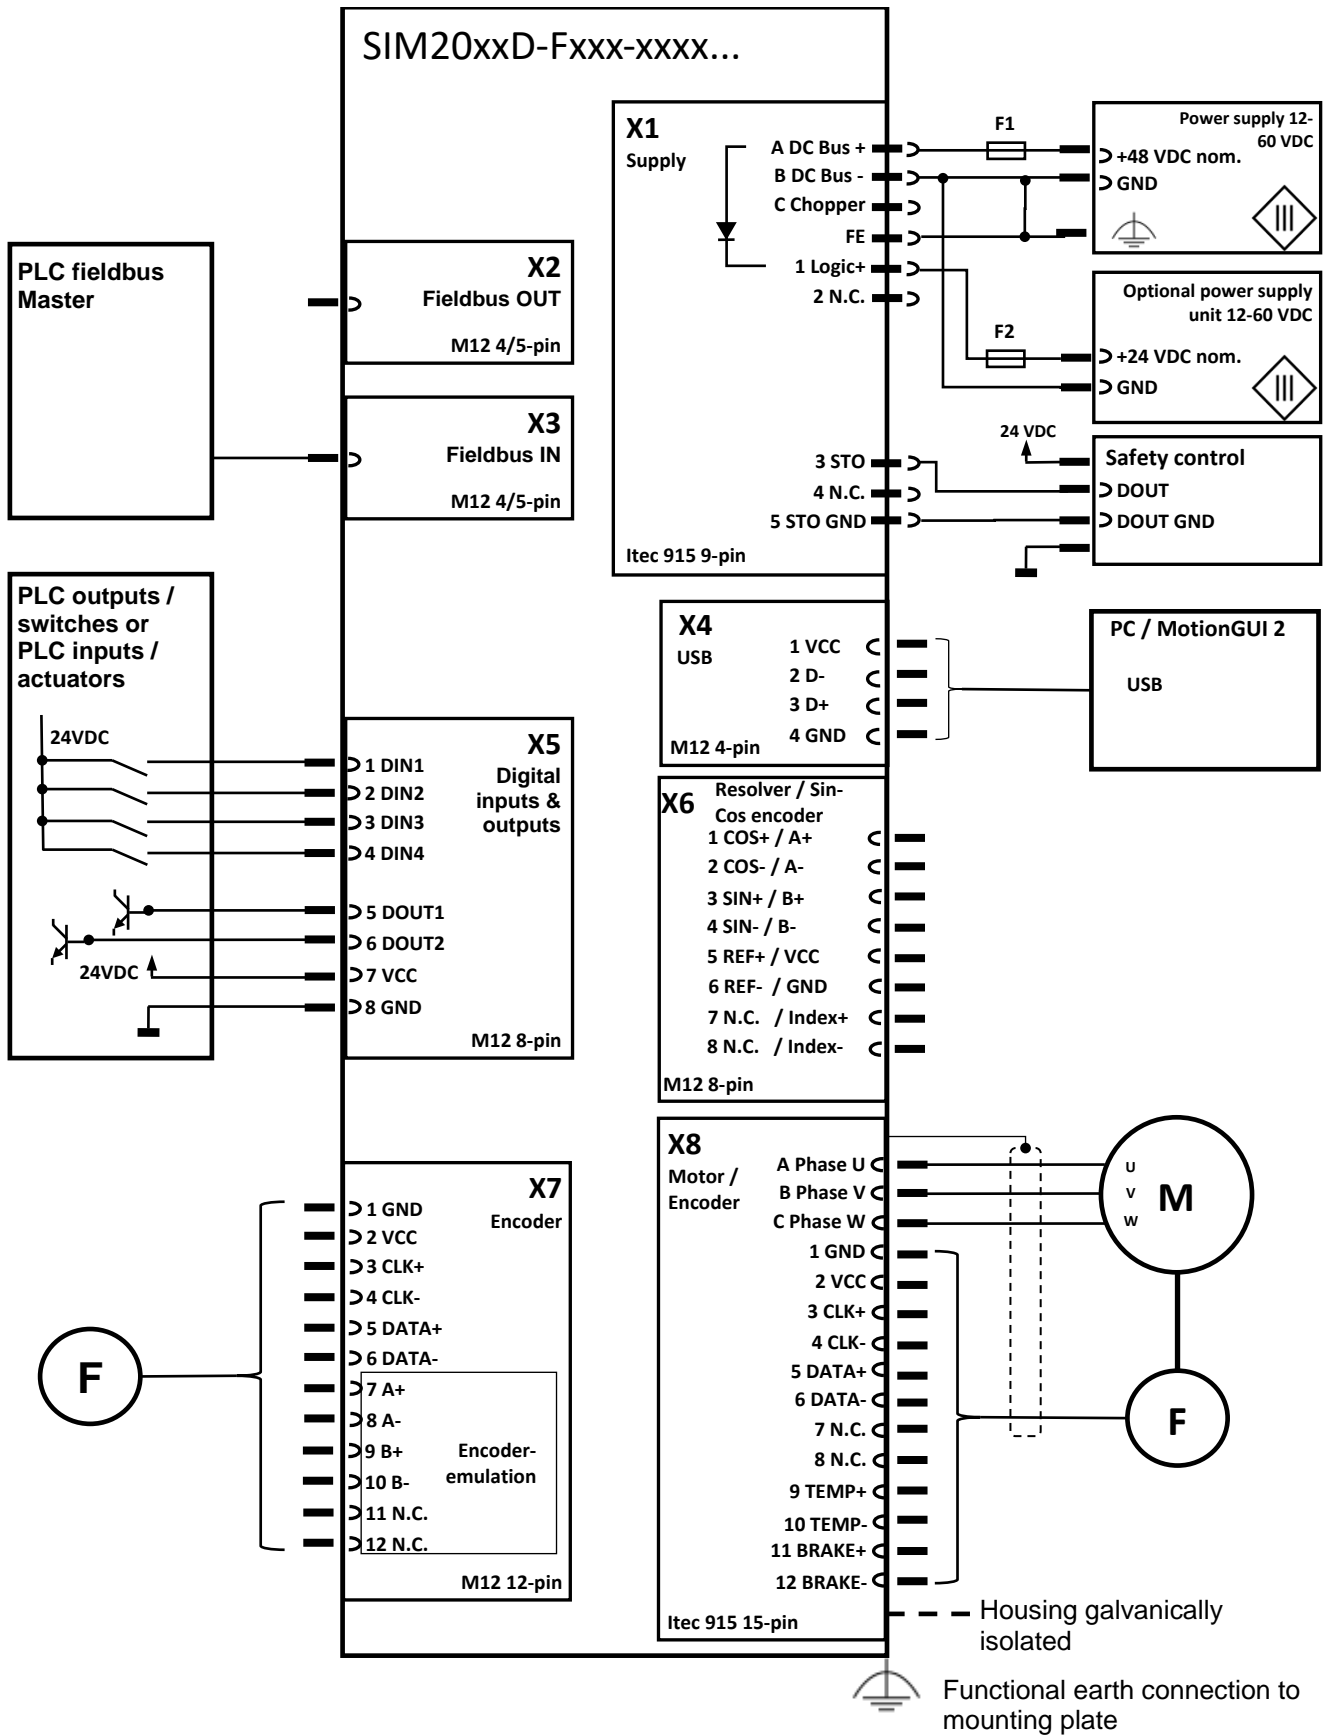 SIM20xxD-Fxxx-xxxx...
X1
Supply
A DC Bus +
B DC Bus -
C Chopper
FE
1 Logic+
2 N.C.
3 STO
4 N.C.
5 STO GND
Itec 915 9-pin
F1
F2
Power supply 12-
60 VDC
+48 VDC nom.
GND
Optional power supply
unit 12-60 VDC
+24 VDC nom.
GND
24 VDC
Safety control
DOUT
DOUT GND
PLC fieldbus
Master
X2
Fieldbus OUT
M12 4/5-pin
X3
Fieldbus IN
M12 4/5-pin
PLC outputs /
switches or
PLC inputs /
actuators
24VDC
24VDC
X5
Digital
inputs &
outputs
1 DIN1
2 DIN2
3 DIN3
4 DIN4
5 DOUT1
6 DOUT2
7 VCC
8 GND
M12 8-pin
X4
USB
1 VCC
2 D-
3 D+
4 GND
M12 4-pin
PC / MotionGUI 2
USB
X6
Resolver / Sin-
Cos encoder
1 COS+ / A+
2 COS- / A-
3 SIN+ / B+
4 SIN- / B-
5 REF+ / VCC
6 REF- / GND
7 N.C. / Index+
8 N.C. / Index-
M12 8-pin
X7
Encoder
1 GND
2 VCC
3 CLK+
4 CLK-
5 DATA+
6 DATA-
7 A+
8 A-
9 B+
10 B-
11 N.C.
12 N.C.
Encoder-
emulation
M12 12-pin
F
X8
Motor /
Encoder
A Phase U
B Phase V
C Phase W
1 GND
2 VCC
3 CLK+
4 CLK-
5 DATA+
6 DATA-
7 N.C.
8 N.C.
9 TEMP+
10 TEMP-
11 BRAKE+
12 BRAKE-
Itec 915 15-pin
U
V
W
M
F
Housing galvanically
isolated
Functional earth connection to
mounting plate